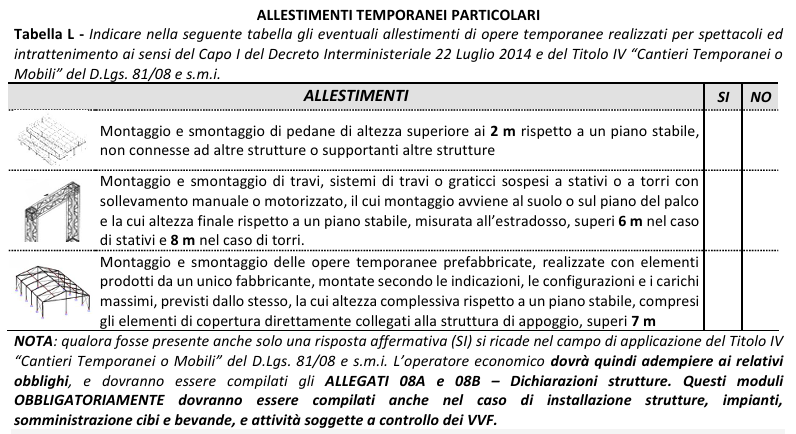 ALLESTIMENTI TEMPORANEI PARTICOLARI
Tabella L - Indicare nella seguente tabella gli eventuali allestimenti di opere temporanee realizzati per spettacoli ed
intrattenimento ai sensi del Capo I del Decreto Interministeriale 22 Luglio 2014 e del Titolo IV “Cantieri Temporanei o
Mobili” del D.Lgs. 81/08 e s.m.i.
ALLESTIMENTI SI NO
Montaggio e smontaggio di pedane di altezza superiore ai 2 m rispetto a un piano stabile,
non connesse ad altre strutture o supportanti altre strutture
Montaggio e smontaggio di travi, sistemi di travi o graticci sospesi a stativi o a torri con
sollevamento manuale o motorizzato, il cui montaggio avviene al suolo o sul piano del palco
e la cui altezza finale rispetto a un piano stabile, misurata all’estradosso, superi 6 m nel caso
di stativi e 8 m nel caso di torri.
Montaggio e smontaggio delle opere temporanee prefabbricate, realizzate con elementi
prodotti da un unico fabbricante, montate secondo le indicazioni, le configurazioni e i carichi
massimi, previsti dallo stesso, la cui altezza complessiva rispetto a un piano stabile, compresi
gli elementi di copertura direttamente collegati alla struttura di appoggio, superi 7 m
NOTA: qualora fosse presente anche solo una risposta affermativa (SI) si ricade nel campo di applicazione del Titolo IV
“Cantieri Temporanei o Mobili” del D.Lgs. 81/08 e s.m.i. L’operatore economico dovrà quindi adempiere ai relativi
obblighi, e dovranno essere compilati gli ALLEGATI 08A e 08B – Dichiarazioni strutture. Questi moduli
OBBLIGATORIAMENTE dovranno essere compilati anche nel caso di installazione strutture, impianti,
somministrazione cibi e bevande, e attività soggette a controllo dei VVF.